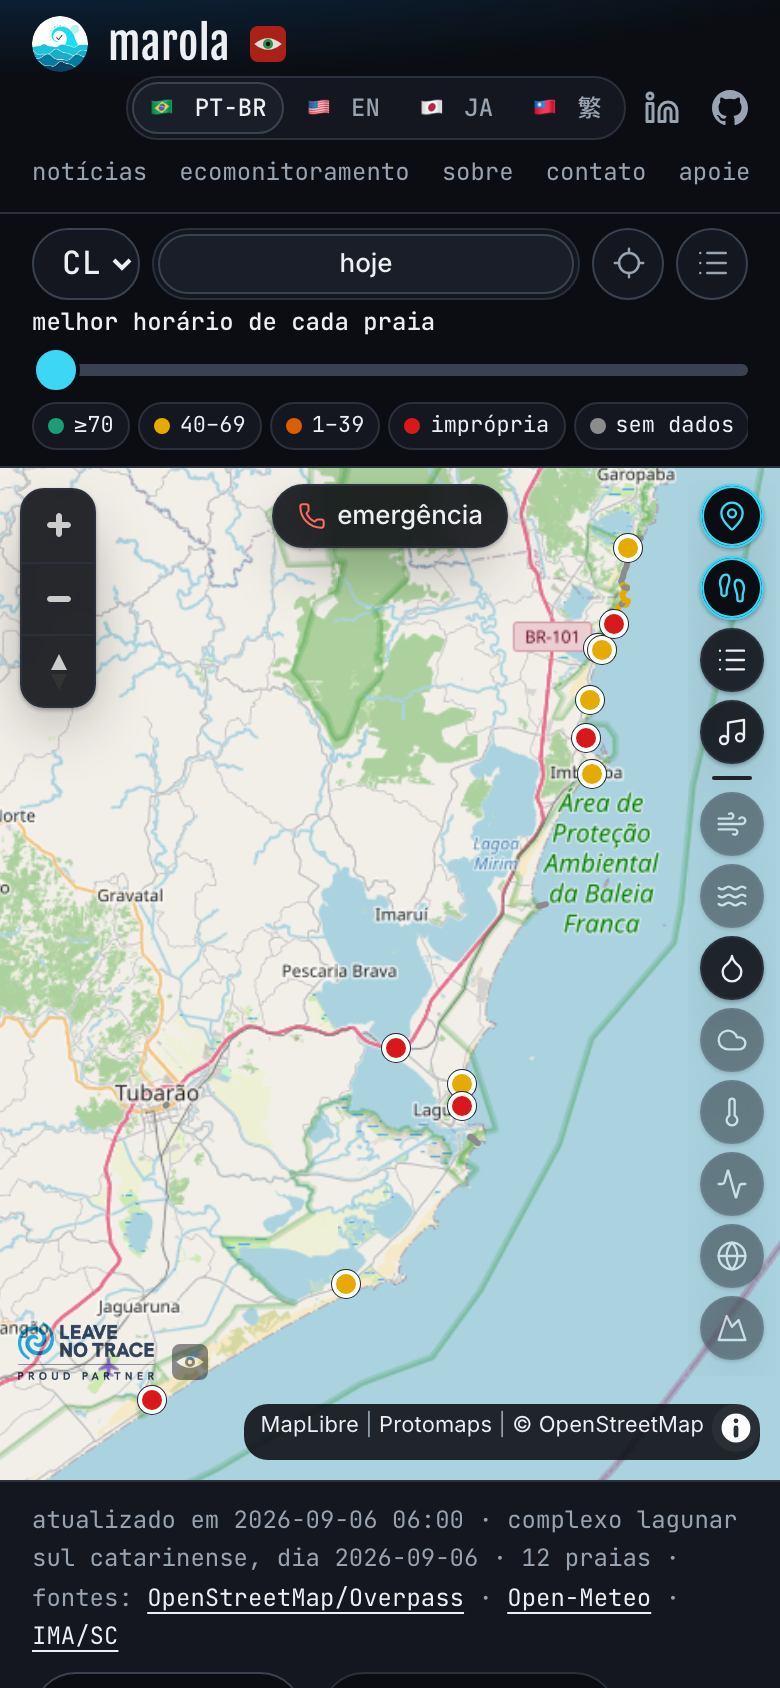 marola
PT-BR EN JA 繁
notícias ecomonitoramento sobre contato apoie
CL hoje
melhor horário de cada praia
≥70 40–69 1–39 imprópria sem dados
Garopaba
emergência
BR-101
Área de
Proteção
Ambiental
da Baleia
Franca
Lagoa
Mirim
Gravatal
Imaruí
Pescaria Brava
Tubarão
Jaguaruna
LEAVE
NO TRACE
PROUD PARTNER
MapLibre | Protomaps | © OpenStreetMap
atualizado em 2026-09-06 06:00 · complexo lagunar
sul catarinense, dia 2026-09-06 · 12 praias ·
fontes: OpenStreetMap/Overpass · Open-Meteo ·
IMA/SC